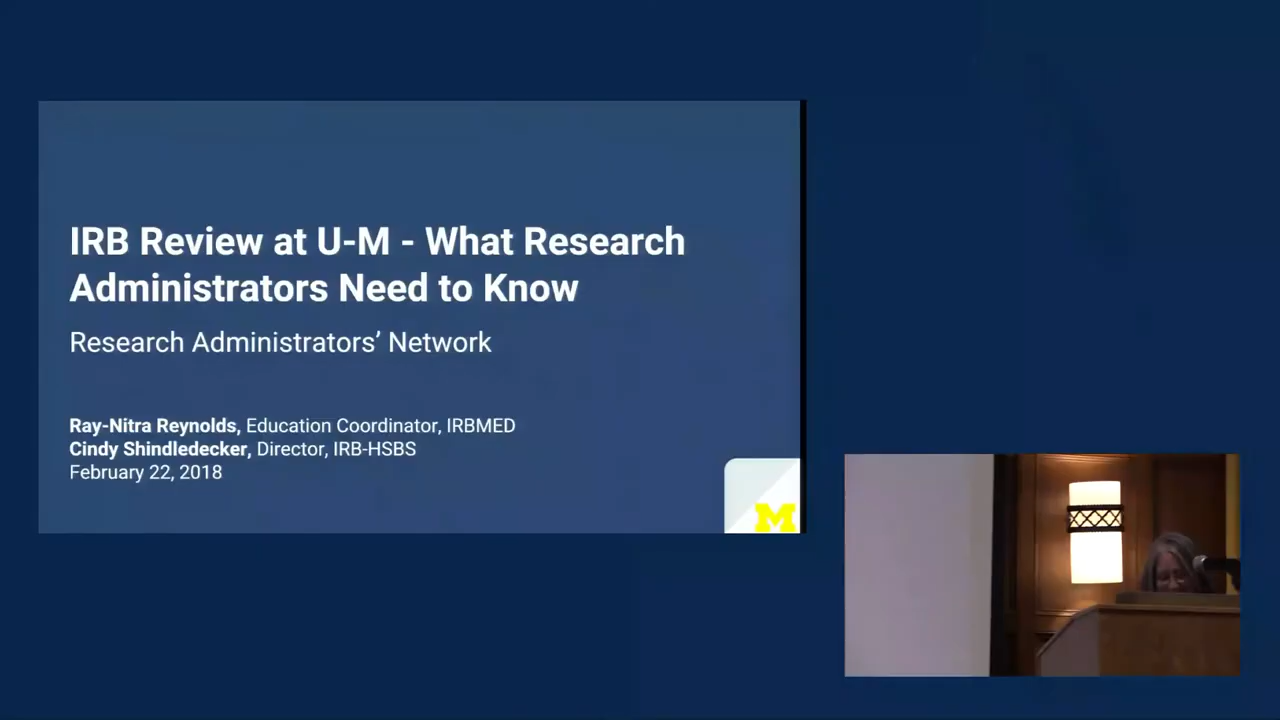 IRB Review at U-M - What Research
Administrators Need to Know
Research Administrators’ Network
Ray-Nitra Reynolds, Education Coordinator, IRBMED
Cindy Shindledecker, Director, IRB-HSBS
February 22, 2018
M